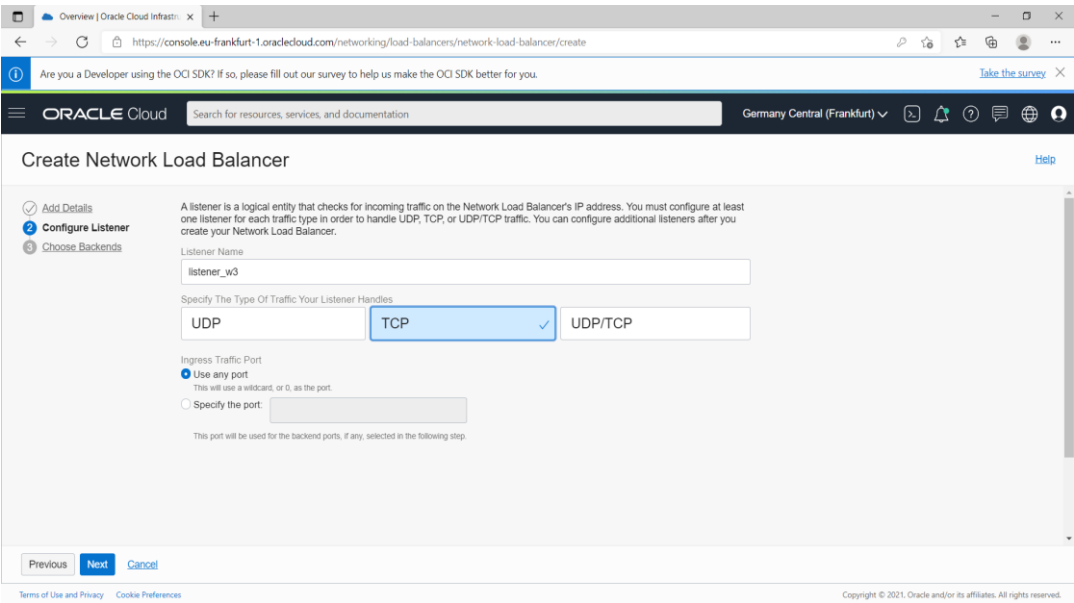 Overview | Oracle Cloud Infrastru
https://console.eu-frankfurt-1.oraclecloud.com/networking/load-balancers/network-load-balancer/create
Are you a Developer using the OCI SDK? If so, please fill out our survey to help us make the OCI SDK better for you.
Take the survey
ORACLE Cloud
Search for resources, services, and documentation
Germany Central (Frankfurt)
Create Network Load Balancer
Help
Add Details
2 Configure Listener
3 Choose Backends
A listener is a logical entity that checks for incoming traffic on the Network Load Balancer's IP address. You must configure at least
one listener for each traffic type in order to handle UDP, TCP, or UDP/TCP traffic. You can configure additional listeners after you
create your Network Load Balancer.
Listener Name
listener_w3
Specify The Type Of Traffic Your Listener Handles
UDP
TCP
UDP/TCP
Ingress Traffic Port
Use any port
This will use a wildcard, or 0, as the port.
Specify the port:
This port will be used for the backend ports, if any, selected in the following step.
Previous
Next
Cancel
Terms of Use and Privacy
Cookie Preferences
Copyright © 2021, Oracle and/or its affiliates. All rights reserved.